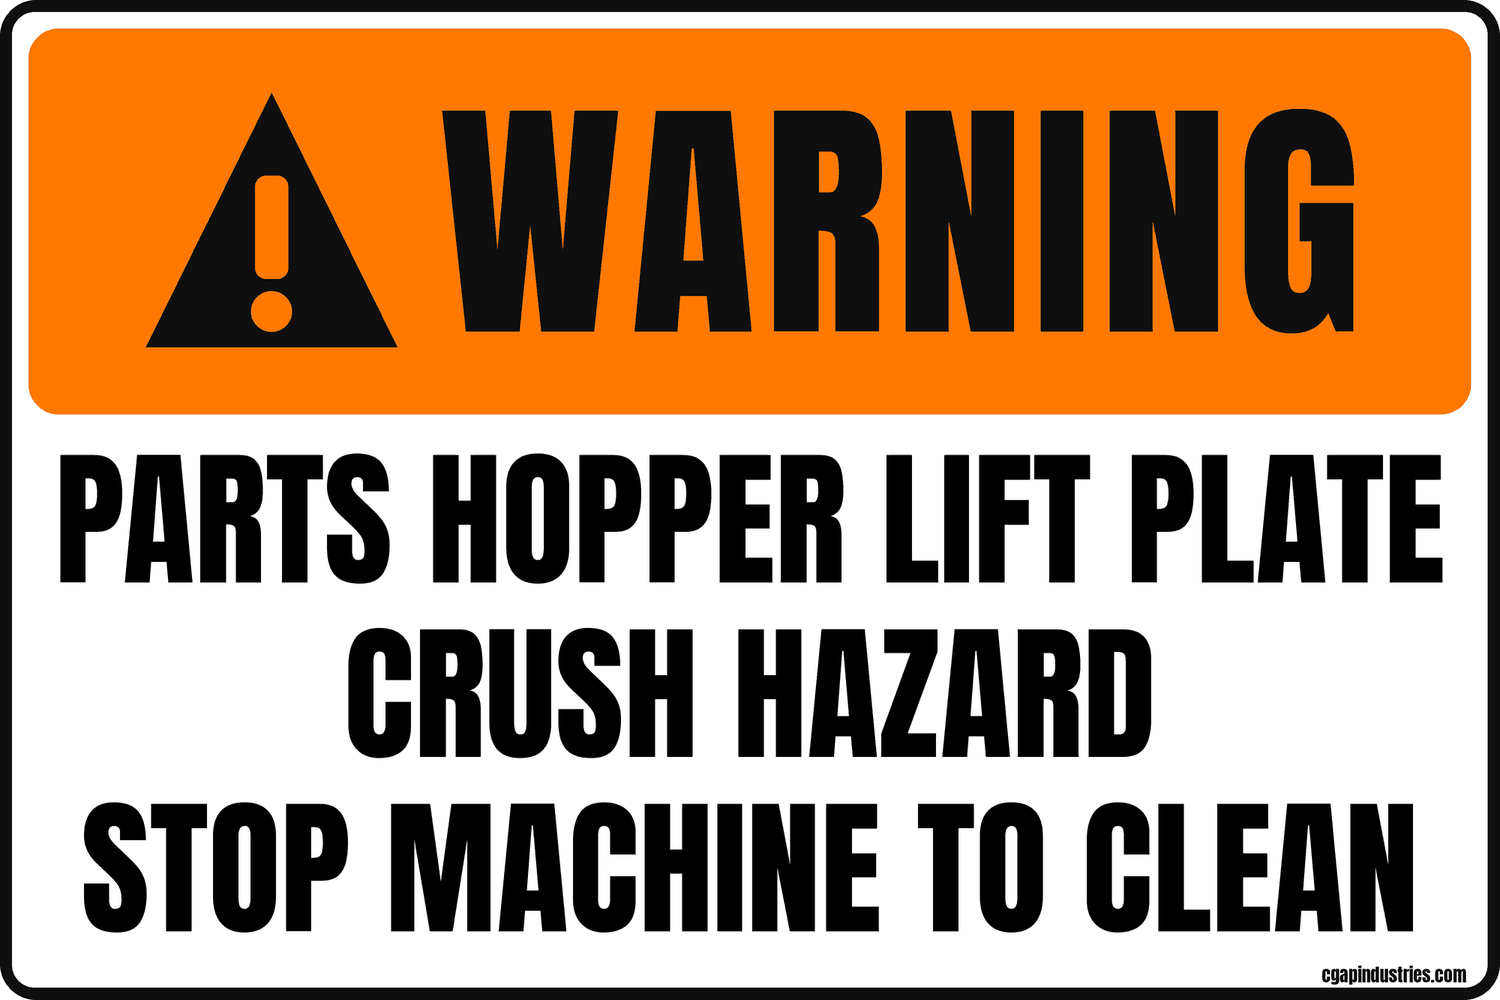 WARNING
PARTS HOPPER LIFT PLATE
CRUSH HAZARD
STOP MACHINE TO CLEAN
cgapindustries.com